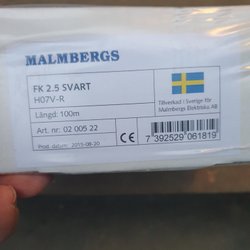 MALMBERGS
FK 2.5 SVART
H07V-R
Längd: 100m
Tillverkad i Sverige för
Malmbergs Elektriska AB
Art. nr: 02 005 22
CE
Prod. datum: 2015-08-20
7 392529 061819